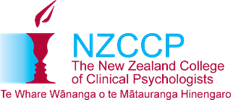 NZCCP
The New Zealand College
of Clinical Psychologists
Te Whare Wānanga o te Mātauranga Hinengaro